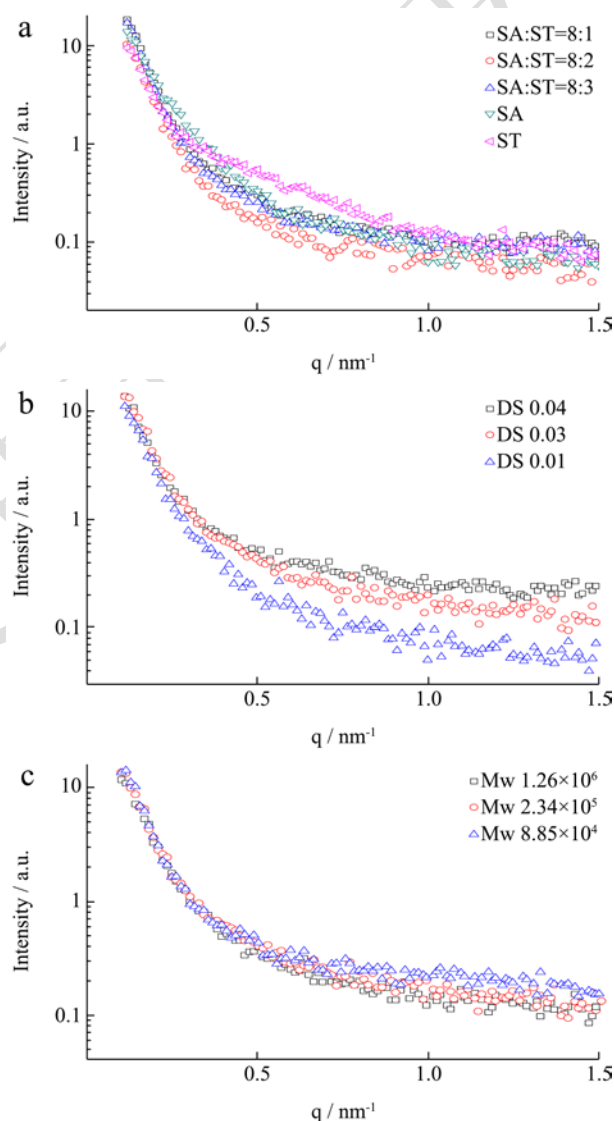 a
10
1
0.1
Intensity / a.u.
SA:ST=8:1
SA:ST=8:2
SA:ST=8:3
SA
ST
0.5
1.0
1.5
q / nm⁻¹
b
10
1
0.1
Intensity / a.u.
DS 0.04
DS 0.03
DS 0.01
0.5
1.0
1.5
q / nm⁻¹
c
10
1
0.1
Intensity / a.u.
Mw 1.26×10⁶
Mw 2.34×10⁵
Mw 8.85×10⁴
0.5
1.0
1.5
q / nm⁻¹